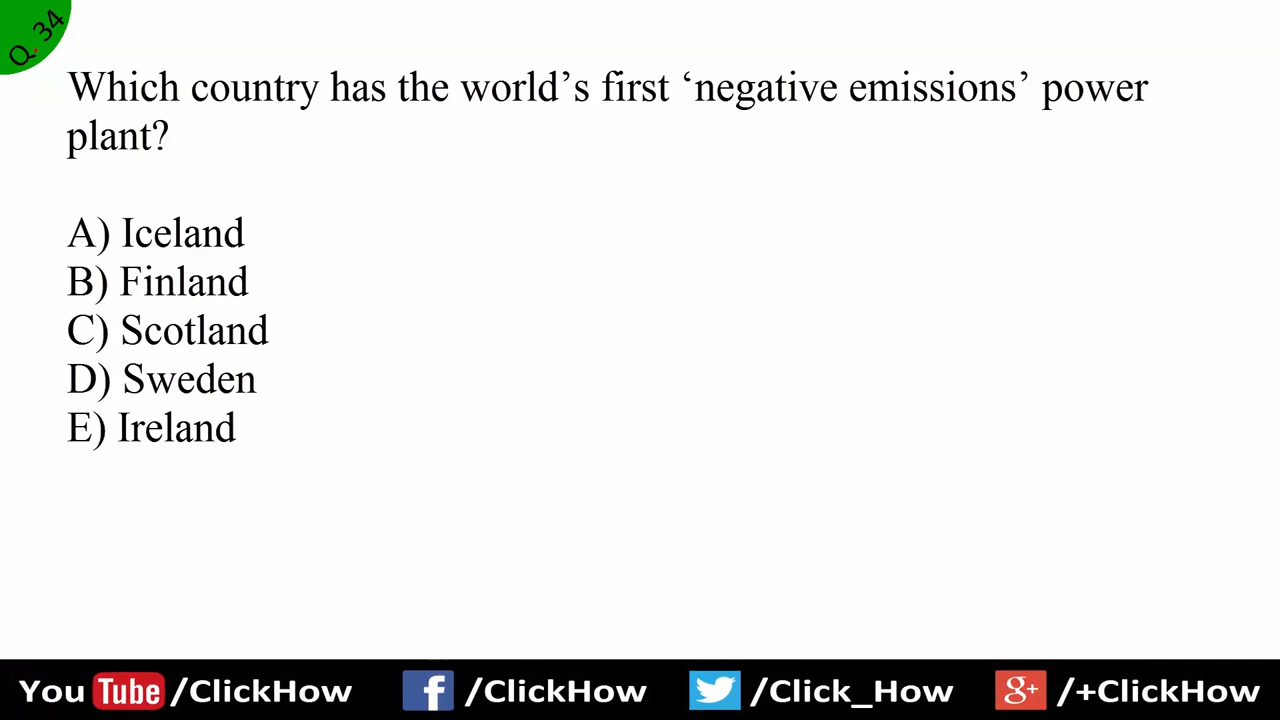 Q. 34
Which country has the world’s first ‘negative emissions’ power
plant?
A) Iceland
B) Finland
C) Scotland
D) Sweden
E) Ireland
You Tube /ClickHow f /ClickHow /Click_How g+ /+ClickHow